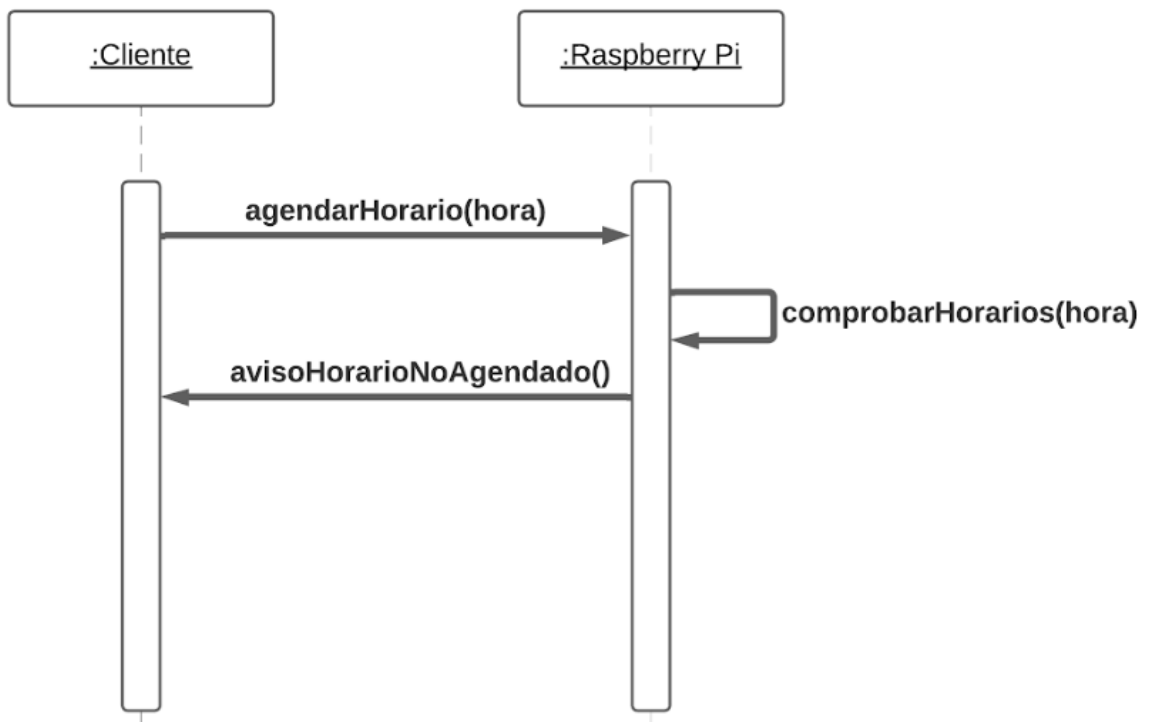 :Cliente
:Raspberry Pi
agendarHorario(hora)
comprobarHorarios(hora)
avisoHorarioNoAgendado()